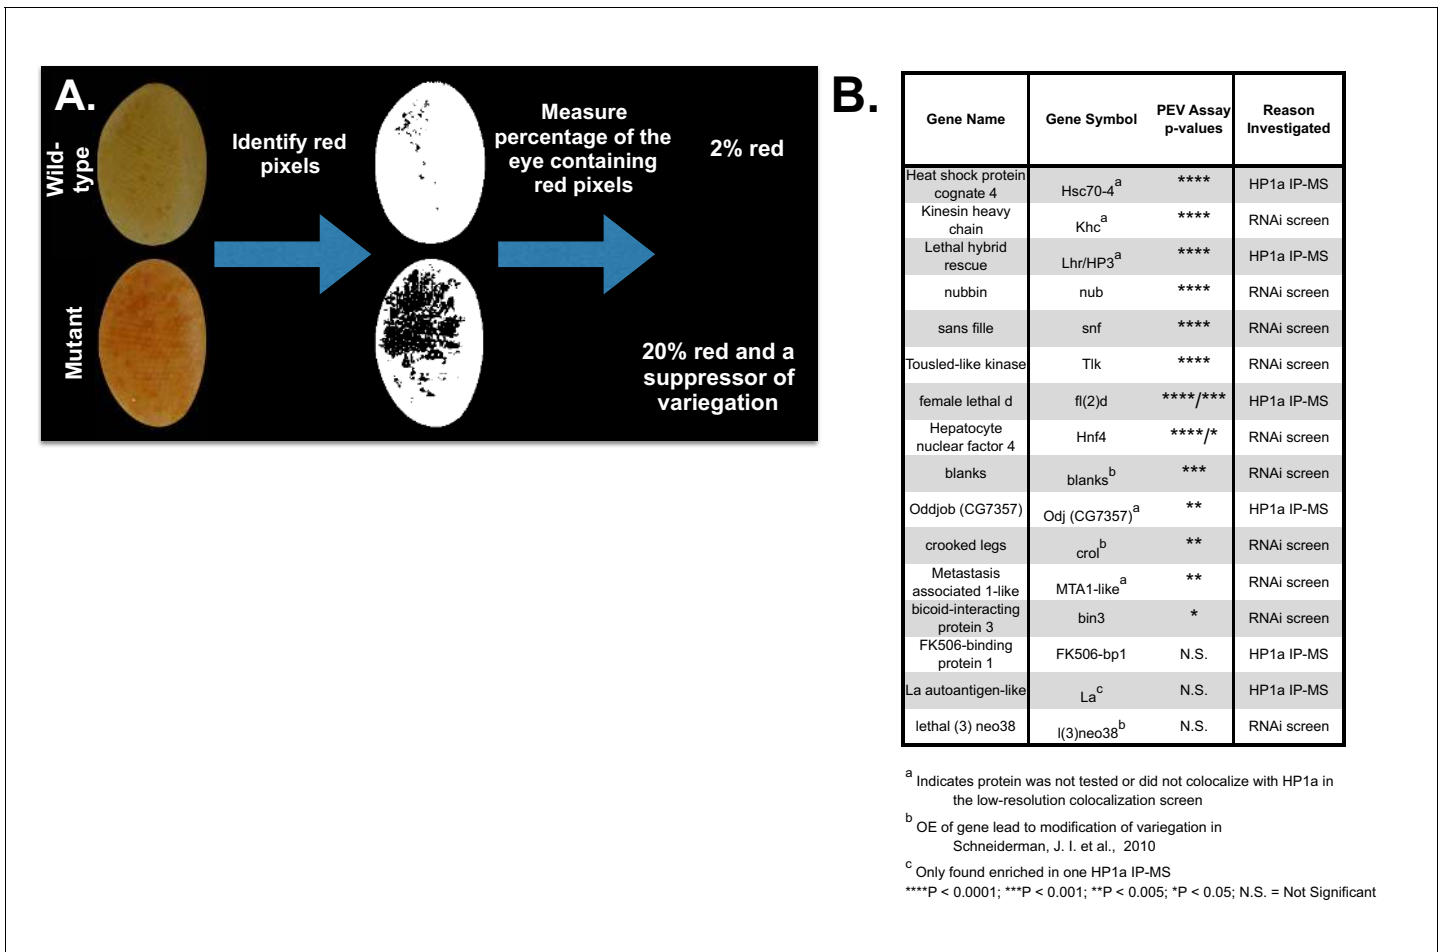 A.
Wild-
type
Identify red
pixels
Measure
percentage of the
eye containing
red pixels
2% red
Mutant
20% red and a
suppressor of
variegation
B.
Gene Name Gene Symbol PEV Assay p-values Reason Investigated
Heat shock protein cognate 4 Hsc70-4a **** HP1a IP-MS
Kinesin heavy chain Khca **** RNAi screen
Lethal hybrid rescue Lhr/HP3a **** HP1a IP-MS
nubbin nub **** RNAi screen
sans fille snf **** RNAi screen
Tousled-like kinase Tlk **** RNAi screen
female lethal d fl(2)d ****/*** HP1a IP-MS
Hepatocyte nuclear factor 4 Hnf4 ****/* RNAi screen
blanks blanksb *** RNAi screen
Oddjob (CG7357) Odj (CG7357)a ** HP1a IP-MS
crooked legs crolb ** RNAi screen
Metastasis associated 1-like MTA1-likea ** RNAi screen
bicoid-interacting protein 3 bin3 * RNAi screen
FK506-binding protein 1 FK506-bp1 N.S. HP1a IP-MS
La autoantigen-like Lac N.S. HP1a IP-MS
lethal (3) neo38 l(3)neo38b N.S. RNAi screen
a Indicates protein was not tested or did not colocalize with HP1a in
the low-resolution colocalization screen
b OE of gene lead to modification of variegation in
Schneiderman, J. I. et al., 2010
c Only found enriched in one HP1a IP-MS
****P < 0.0001; ***P < 0.001; **P < 0.005; *P < 0.05; N.S. = Not Significant